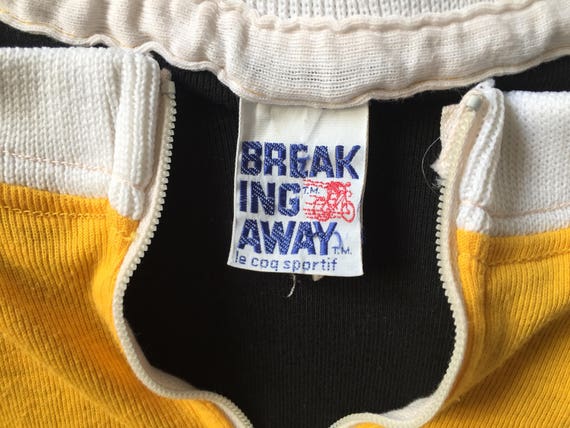 BREAK
ING T.M.
AWAY T.M.
le coq sportif